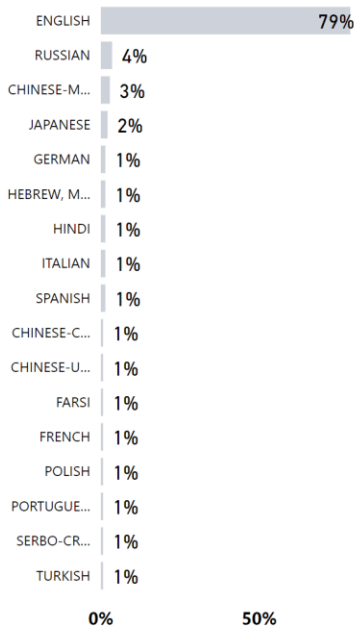 ENGLISH 79%
RUSSIAN 4%
CHINESE-M... 3%
JAPANESE 2%
GERMAN 1%
HEBREW, M... 1%
HINDI 1%
ITALIAN 1%
SPANISH 1%
CHINESE-C... 1%
CHINESE-U... 1%
FARSI 1%
FRENCH 1%
POLISH 1%
PORTUGUE... 1%
SERBO-CR... 1%
TURKISH 1%
0% 50%